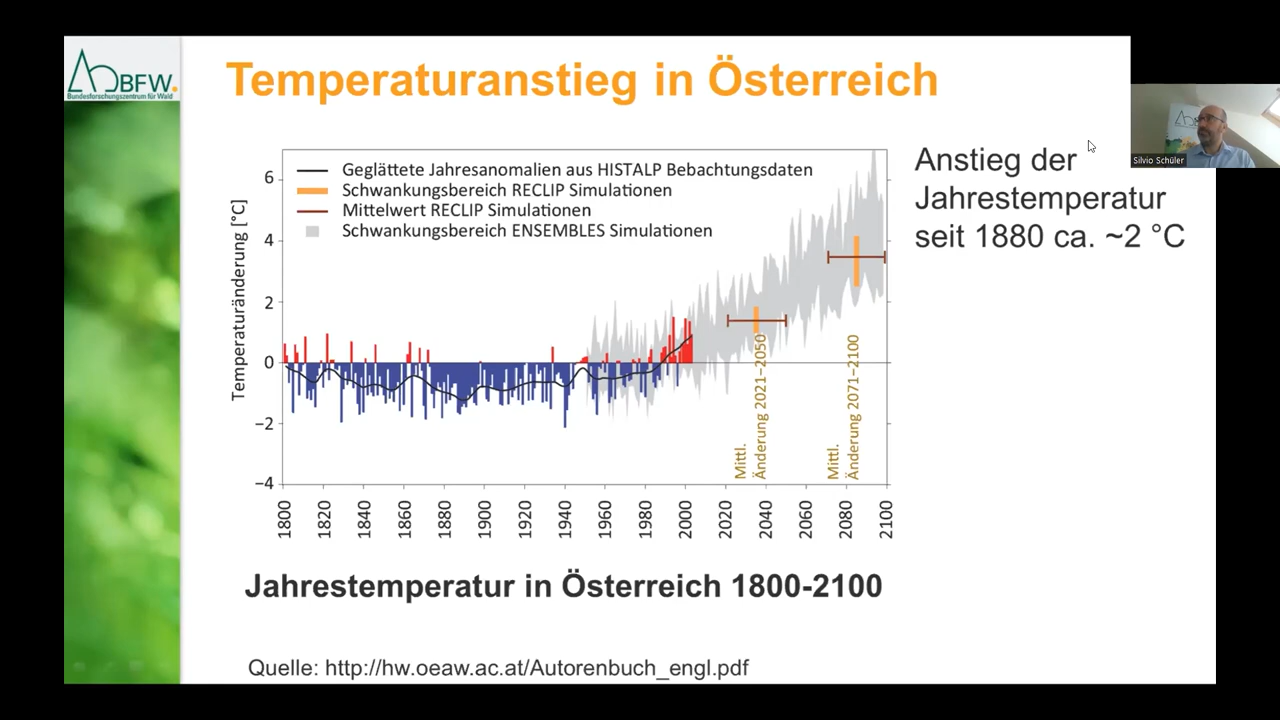 BFW.
Bundesforschungszentrum für Wald
Temperaturanstieg in Österreich
Silvio Schüler
Anstieg der
Jahrestemperatur
seit 1880 ca. ~2 °C
Geglättete Jahresanomalien aus HISTALP Bebachtungsdaten
Schwankungsbereich RECLIP Simulationen
Mittelwert RECLIP Simulationen
Schwankungsbereich ENSEMBLES Simulationen
Temperaturänderung [°C]
6
4
2
0
−2
−4
Mittl.
Änderung 2021–2050
Mittl.
Änderung 2071–2100
1800
1820
1840
1860
1880
1900
1920
1940
1960
1980
2000
2020
2040
2060
2080
2100
Jahrestemperatur in Österreich 1800-2100
Quelle: http://hw.oeaw.ac.at/Autorenbuch_engl.pdf